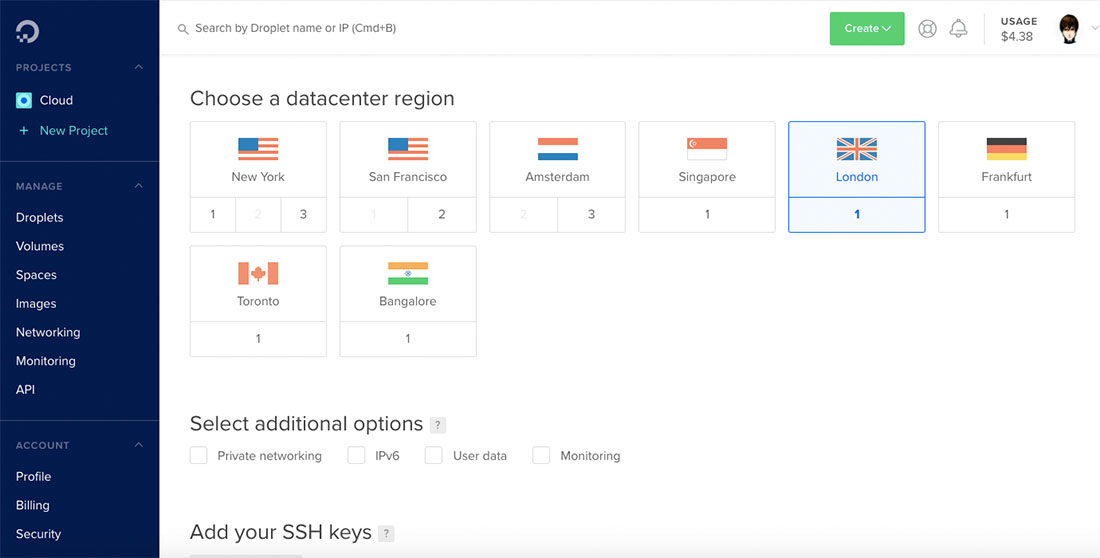 Search by Droplet name or IP (Cmd+B)
Create
USAGE
$4.38
PROJECTS
Cloud
+ New Project
MANAGE
Droplets
Volumes
Spaces
Images
Networking
Monitoring
API
ACCOUNT
Profile
Billing
Security
Choose a datacenter region
New York
1 2 3
San Francisco
1 2
Amsterdam
2 3
Singapore
1
London
1
Frankfurt
1
Toronto
1
Bangalore
1
Select additional options ?
Private networking IPv6 User data Monitoring
Add your SSH keys ?